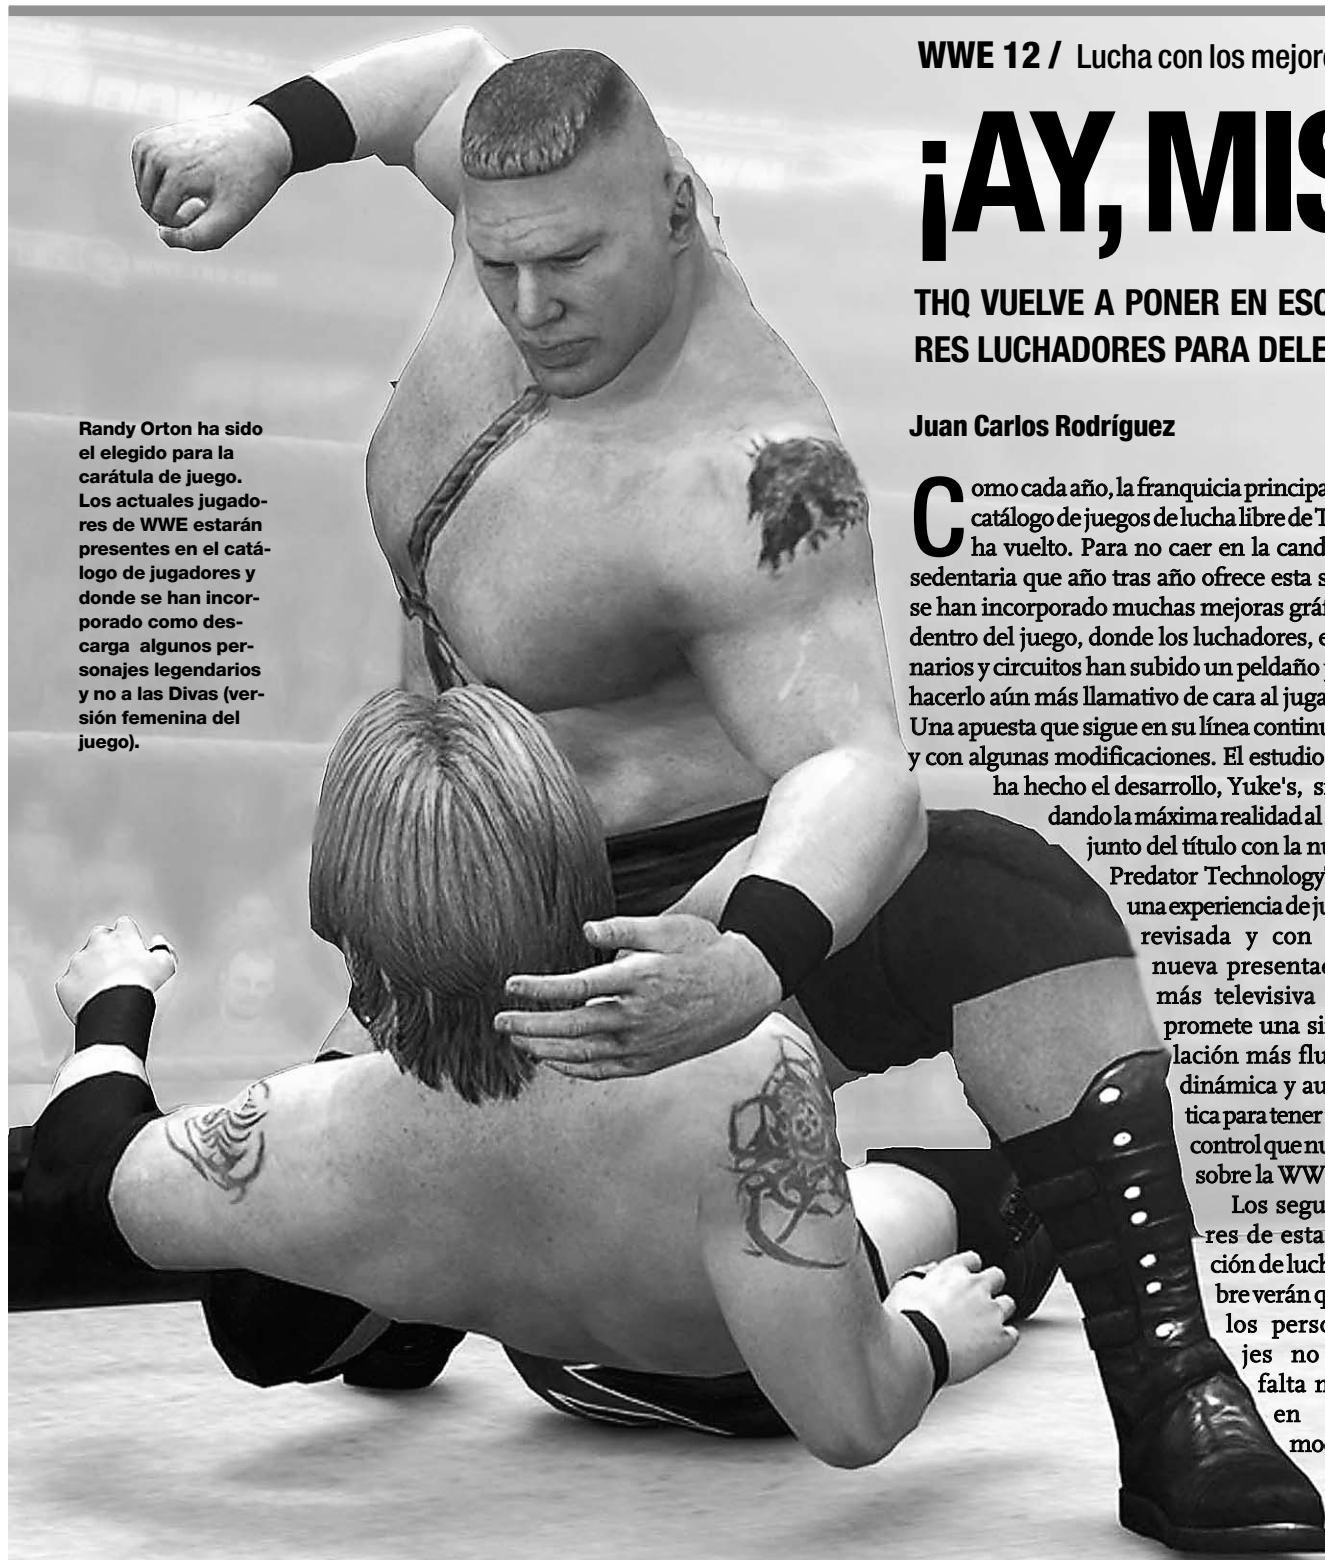 WWE 12 / Lucha con los mejor
¡AY, MIS
THQ VUELVE A PONER EN ESC
RES LUCHADORES PARA DELE
Juan Carlos Rodríguez
Como cada año, la franquicia principa
catálogo de juegos de lucha libre de T
ha vuelto. Para no caer en la cand
sedentaria que año tras año ofrece esta s
se han incorporado muchas mejoras grá
dentro del juego, donde los luchadores, e
narios y circuitos han subido un peldaño
hacerlo aún más llamativo de cara al juga
Una apuesta que sigue en su línea continu
y con algunas modificaciones. El estudio
ha hecho el desarrollo, Yuke's, si
dando la máxima realidad al
junto del título con la nu
Predator Technology
una experiencia de ju
revisada y con
nueva presentac
más televisiva
promete una si
lación más flu
dinámica y au
tica para tener
control que nu
sobre la WW
Los segu
res de esta
ción de luch
bre verán q
los perso
jes no
falta n
en
mo
Randy Orton ha sido
el elegido para la
carátula de juego.
Los actuales jugado-
res de WWE estarán
presentes en el catá-
logo de jugadores y
donde se han incor-
porado como des-
carga algunos per-
sonajes legendarios
y no a las Divas (ver-
sión femenina del
juego).